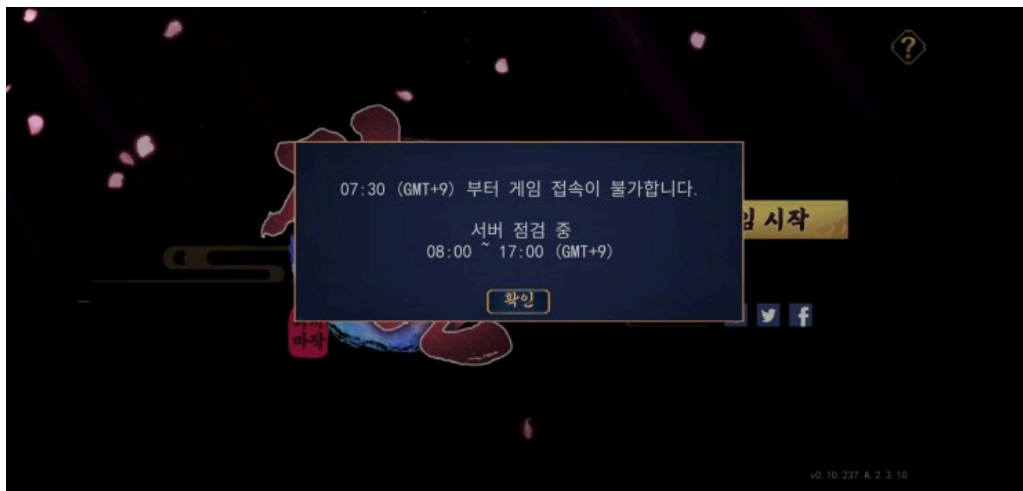 ?
07:30 (GMT+9) 부터 게임 접속이 불가합니다.
서버 점검 중
08:00 ~ 17:00 (GMT+9)
시작
확인
마작
v0.10.237.A.2.3.10